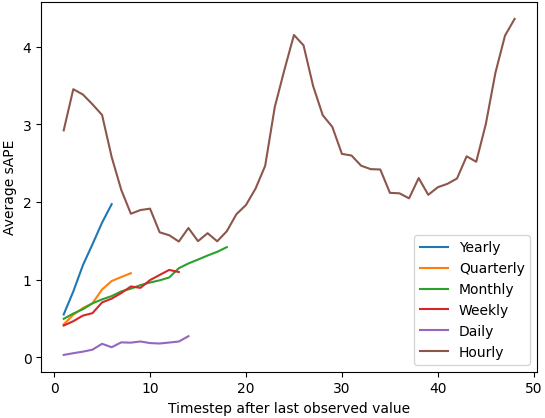 Average sAPE
4
3
2
1
0
0
10
20
30
40
50
Timestep after last observed value
Yearly
Quarterly
Monthly
Weekly
Daily
Hourly